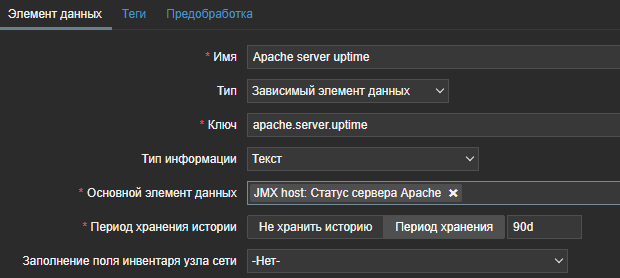 Элемент данных Теги Предобработка
* Имя Apache server uptime
Тип Зависимый элемент данных
* Ключ apache.server.uptime
Тип информации Текст
* Основной элемент данных JMX host: Статус сервера Apache ×
* Период хранения истории Не хранить историю Период хранения 90d
Заполнение поля инвентаря узла сети -Нет-